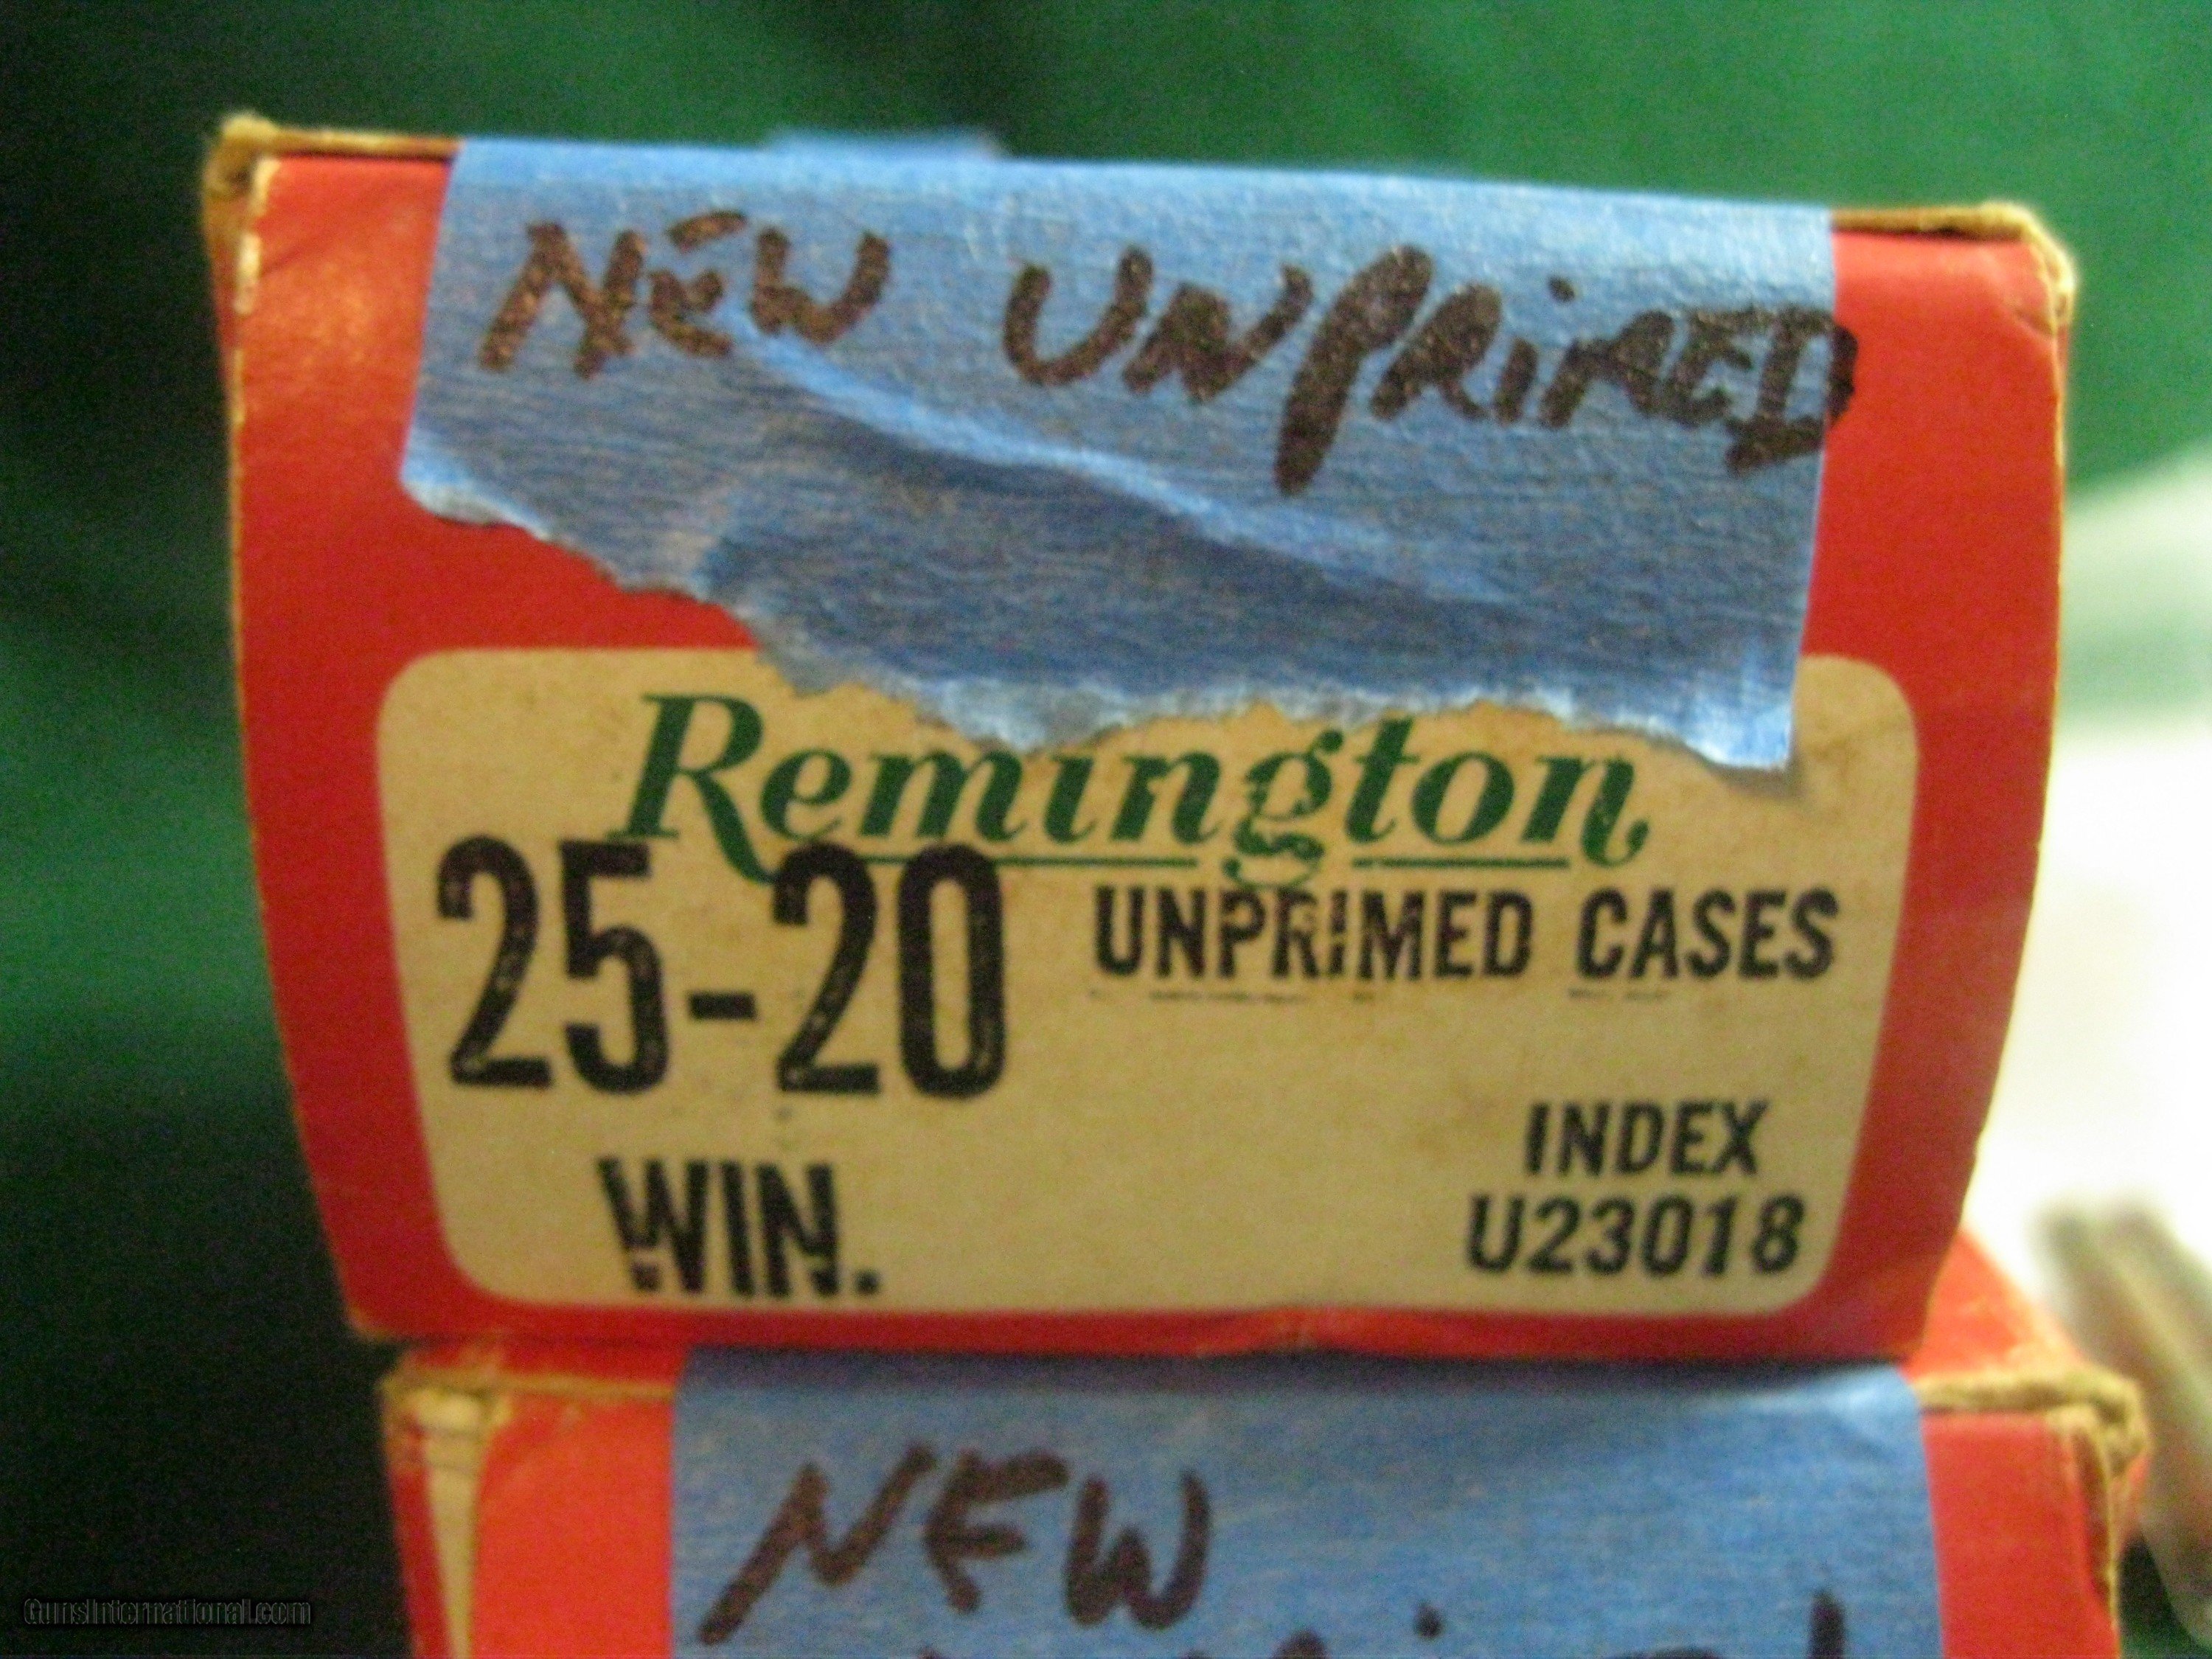 NEW UNPRIMED
Remington
25-20 UNPRIMED CASES
WIN.
INDEX
U23018
NEW
GunsInternational.com